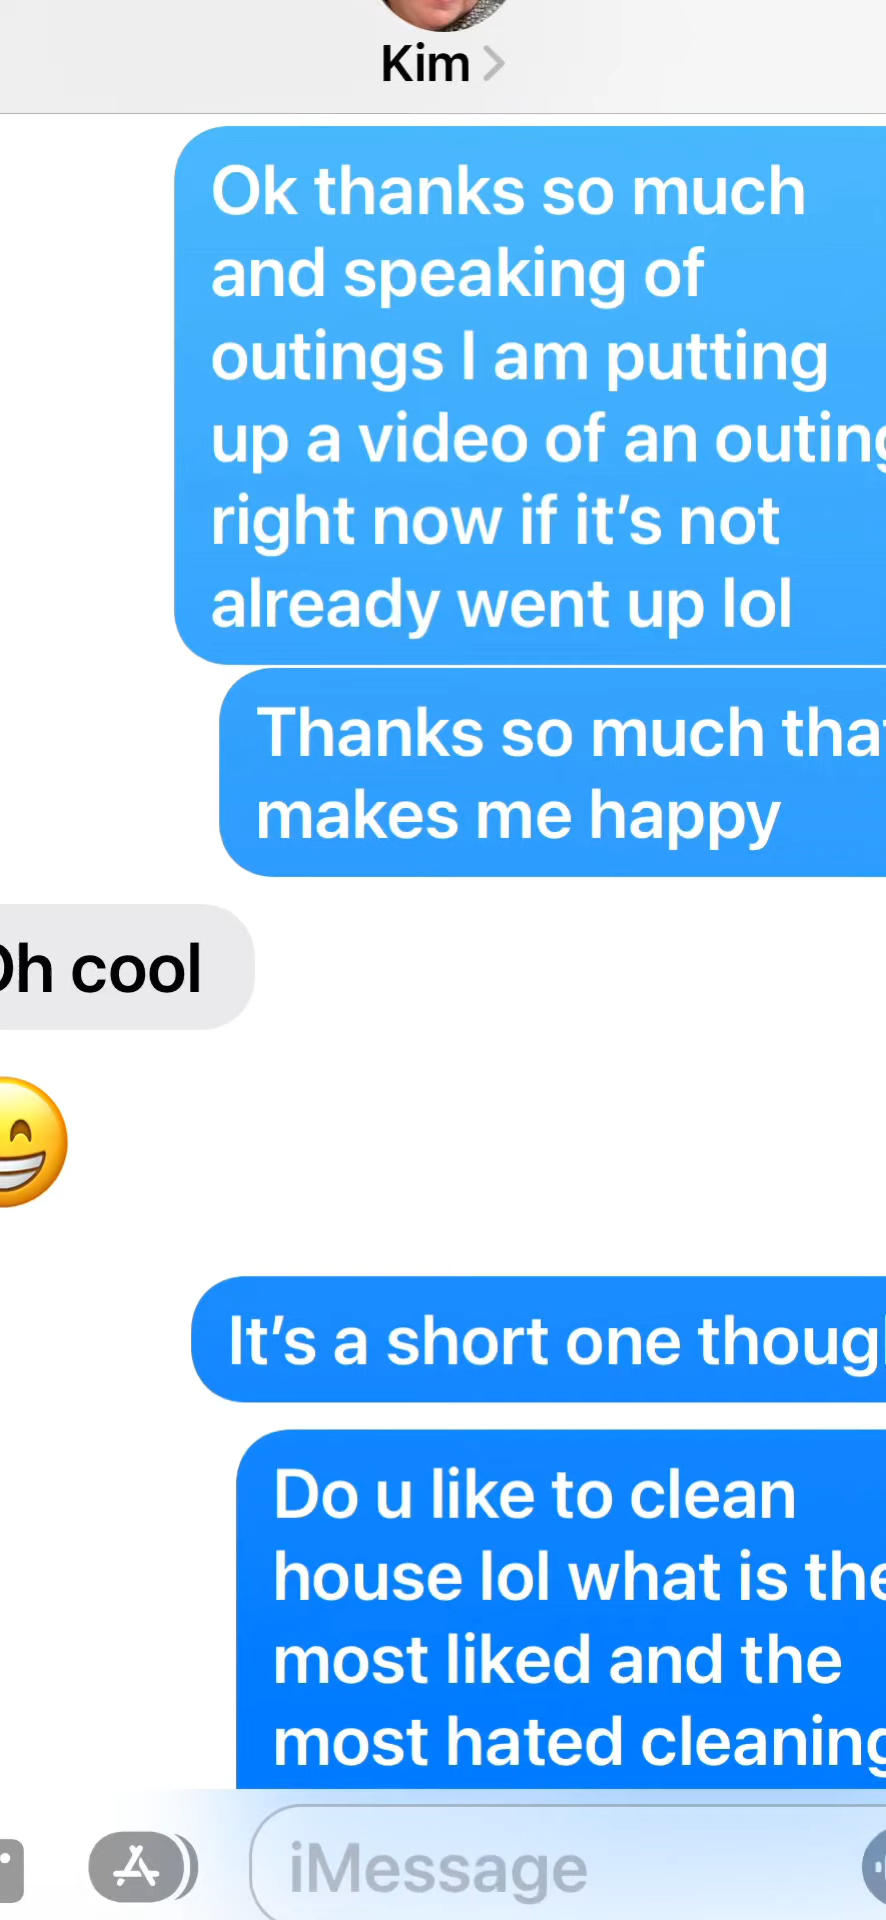 Kim
Ok thanks so much
and speaking of
outings I am putting
up a video of an outing
right now if it’s not
already went up lol
Thanks so much that
makes me happy
Oh cool
It’s a short one
Do u like to clean
house lol what is the
most liked and the
most hated cleaning
iMessage